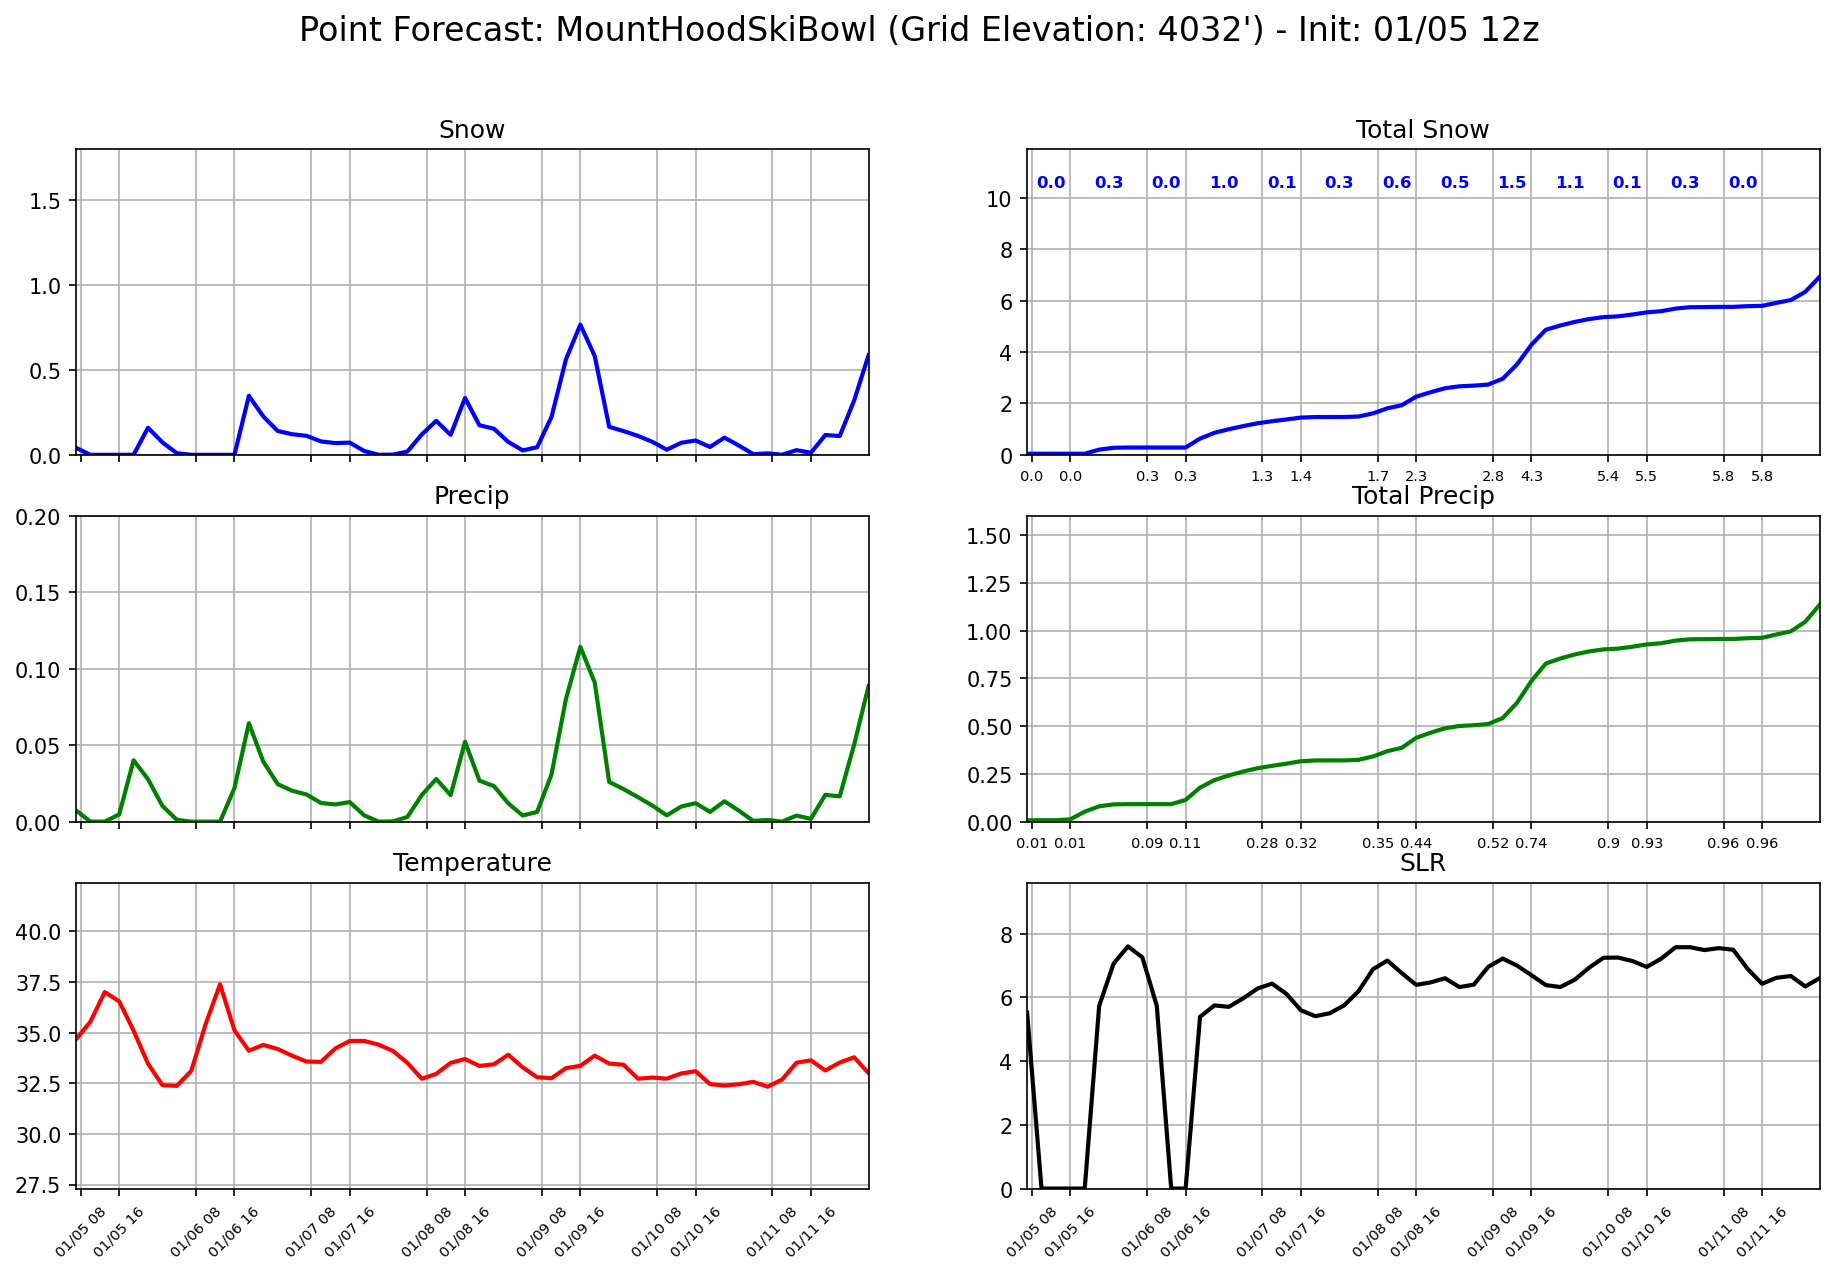 Point Forecast: MountHoodSkiBowl (Grid Elevation: 4032') - Init: 01/05 12z
Snow
1.5
1.0
0.5
0.0
Total Snow
0.0 0.3 0.0 1.0 0.1 0.3 0.6 0.5 1.5 1.1 0.1 0.3 0.0
10
8
6
4
2
0
0.0 0.0 0.3 0.3 1.3 1.4 1.7 2.3 2.8 4.3 5.4 5.5 5.8 5.8
Precip
0.20
0.15
0.10
0.05
0.00
Total Precip
1.50
1.25
1.00
0.75
0.50
0.25
0.00
0.01 0.01 0.09 0.11 0.28 0.32 0.35 0.44 0.52 0.74 0.9 0.93 0.96 0.96
Temperature
40.0
37.5
35.0
32.5
30.0
27.5
01/05 08 01/05 16 01/06 08 01/06 16 01/07 08 01/07 16 01/08 08 01/08 16 01/09 08 01/09 16 01/10 08 01/10 16 01/11 08 01/11 16
SLR
8
6
4
2
0
01/05 08 01/05 16 01/06 08 01/06 16 01/07 08 01/07 16 01/08 08 01/08 16 01/09 08 01/09 16 01/10 08 01/10 16 01/11 08 01/11 16